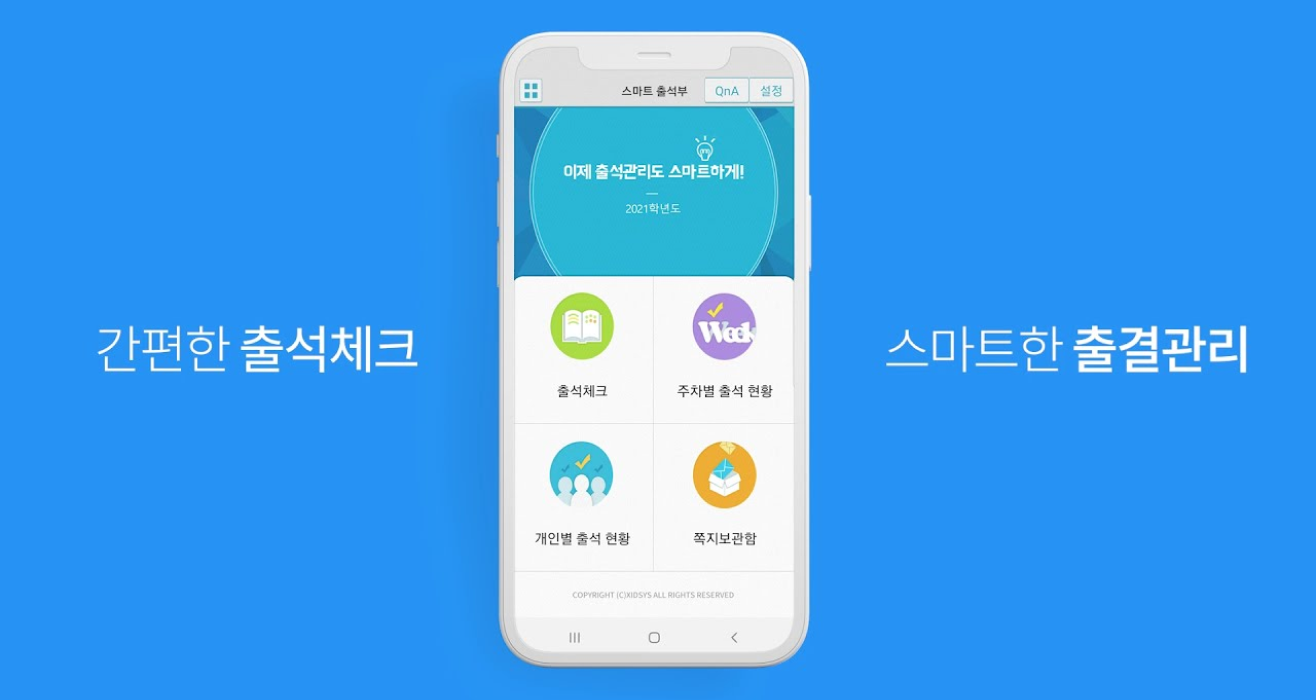 스마트 출석부
QnA
설정
이제 출석관리도 스마트하게!
2021학년도
간편한 출석체크
스마트한 출결관리
Week
출석체크
주차별 출석 현황
개인별 출석 현황
쪽지보관함
COPYRIGHT (C)XIDSYS ALL RIGHTS RESERVED